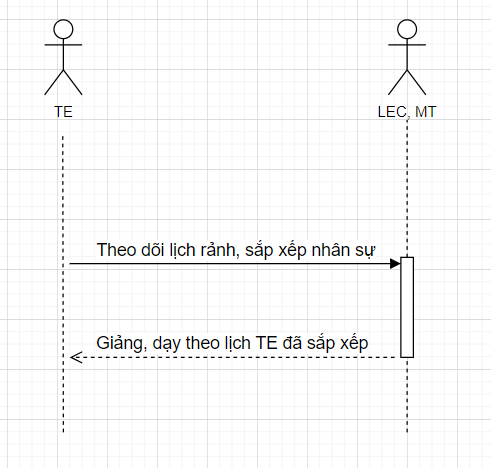 TE
LEC, MT
Theo dõi lịch rảnh, sắp xếp nhân sự
Giảng, dạy theo lịch TE đã sắp xếp